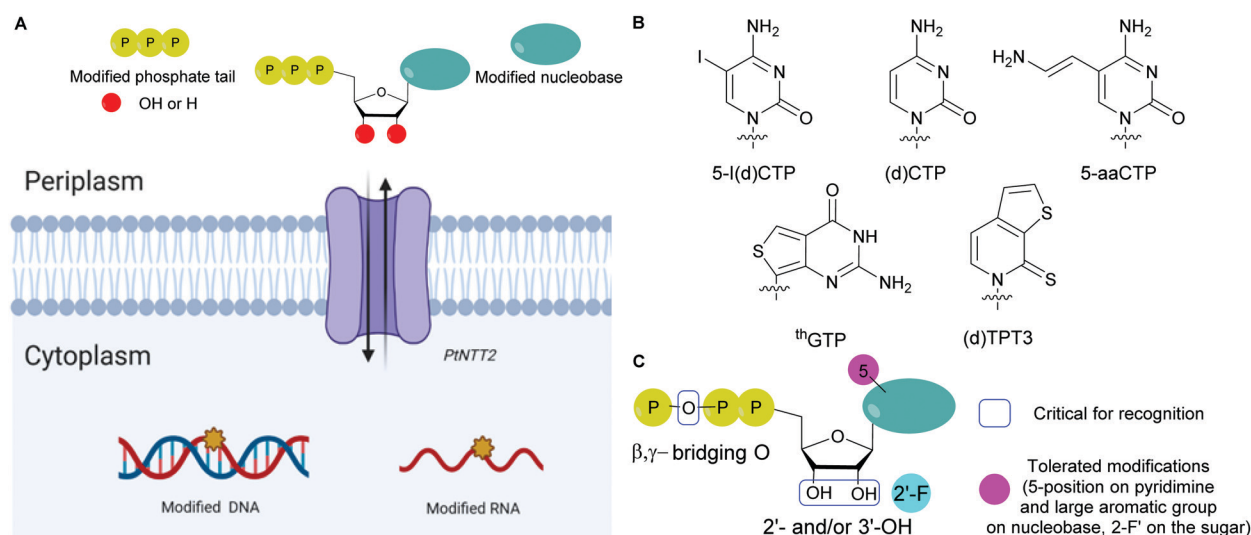 A
P P P
Modified phosphate tail
OH or H
P P P
O
Modified nucleobase
Periplasm
Cytoplasm
PtNTT2
Modified DNA
Modified RNA
B
NH2
I
N
N
O
5-I(d)CTP
NH2
N
N
O
(d)CTP
NH2
H2N
N
N
O
5-aaCTP
O
S
NH
N
NH2
thGTP
S
N
S
(d)TPT3
C
5
P O P P
β,γ– bridging O
O
OH OH
2'-F
2'- and/or 3'-OH
Critical for recognition
Tolerated modifications
(5-position on pyridimine
and large aromatic group
on nucleobase, 2-F' on the sugar)